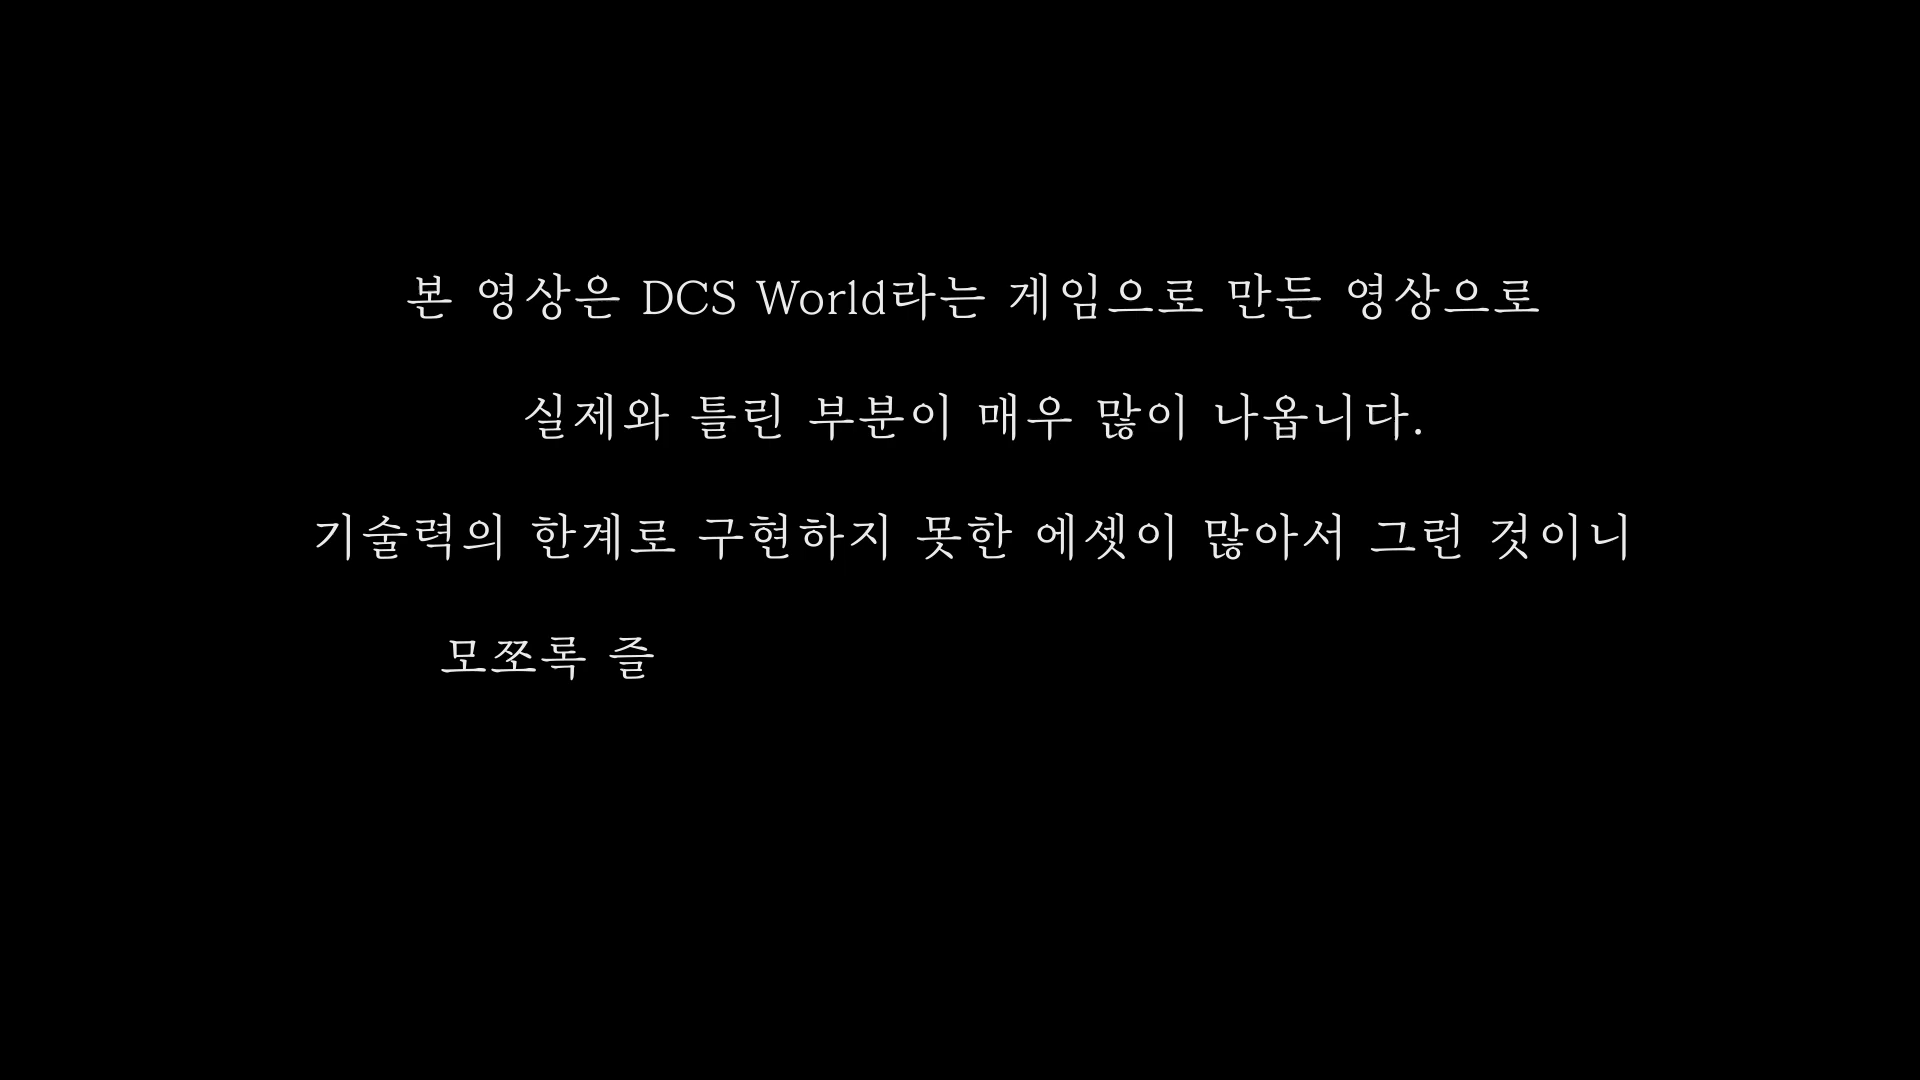 본 영상은 DCS World라는 게임으로 만든 영상으로
실제와 틀린 부분이 매우 많이 나옵니다.
기술력의 한계로 구현하지 못한 에셋이 많아서 그런 것이니
모쪼록 즐